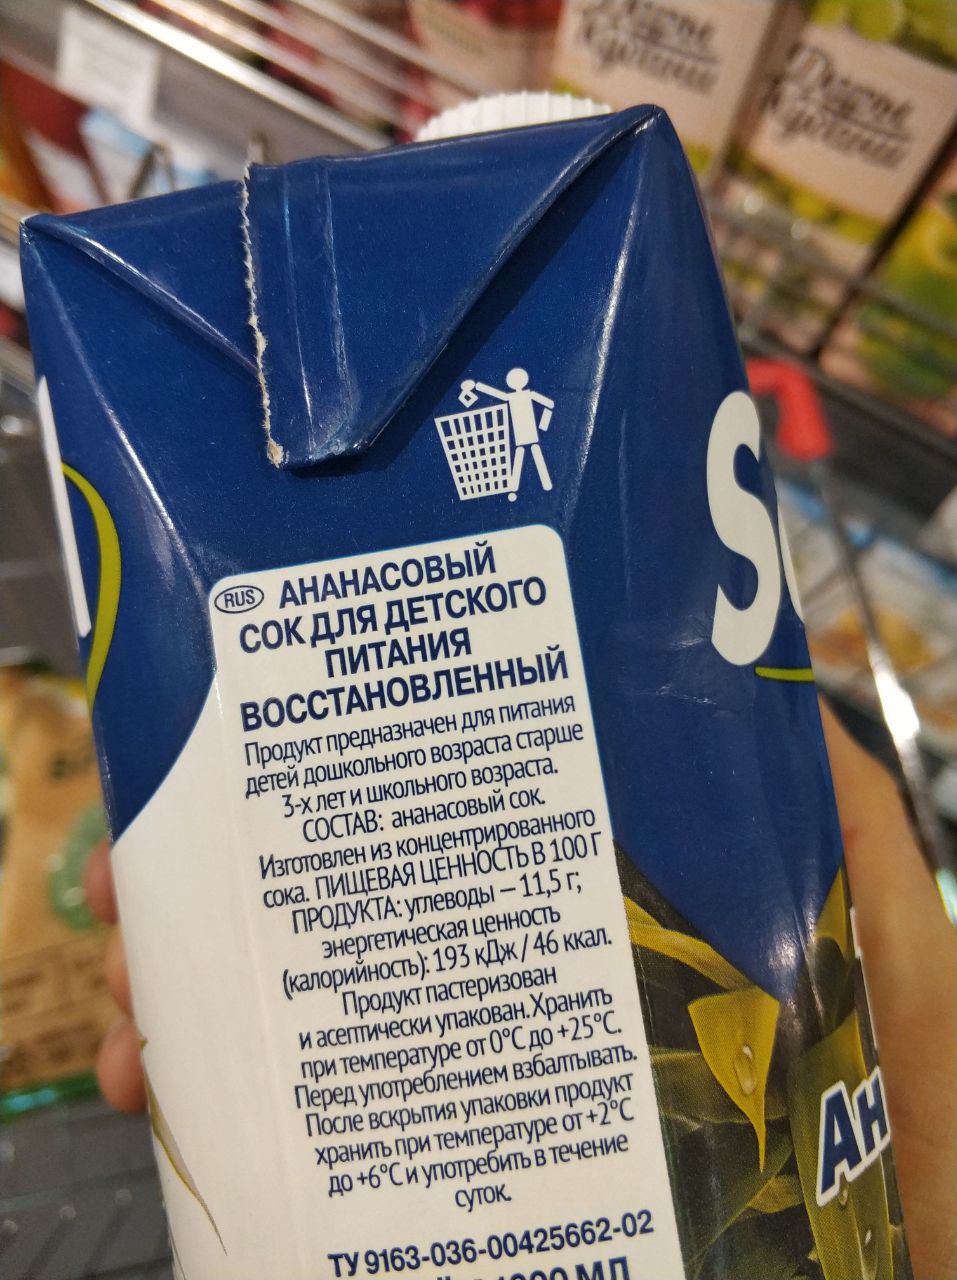 Другие
RUS АНАНАСОВЫЙ
СОК ДЛЯ ДЕТСКОГО
ПИТАНИЯ
ВОССТАНОВЛЕННЫЙ
Продукт предназначен для питания
детей дошкольного возраста старше
3-х лет и школьного возраста.
СОСТАВ: ананасовый сок.
Изготовлен из концентрированного
сока. ПИЩЕВАЯ ЦЕННОСТЬ В 100 Г
ПРОДУКТА: углеводы – 11,5 г;
энергетическая ценность
(калорийность): 193 кДж / 46 ккал.
Продукт пастеризован
и асептически упакован. Хранить
при температуре от 0°С до +25°С.
Перед употреблением взбалтывать.
После вскрытия упаковки продукт
хранить при температуре от +2°С
до +6°С и употребить в течение
суток.
ТУ 9163-036-00425662-02
S
Ан